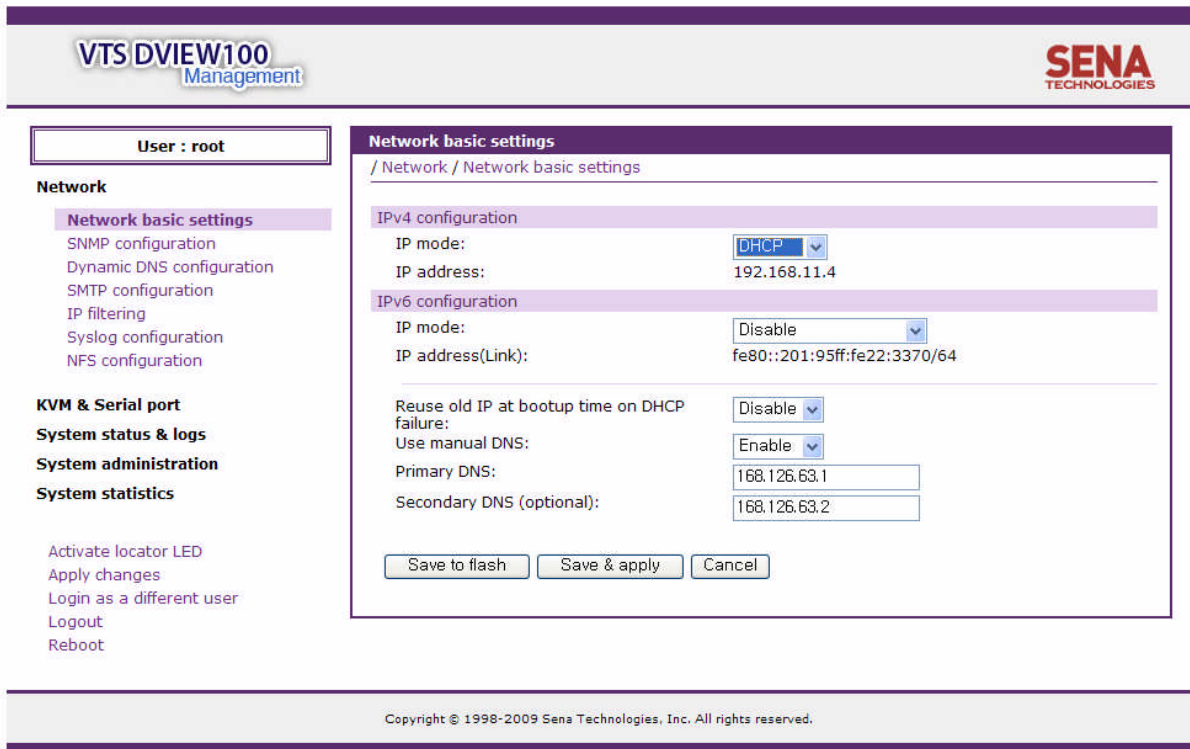 VTS DVIEW100
Management
SENA
TECHNOLOGIES
User : root
Network
Network basic settings
SNMP configuration
Dynamic DNS configuration
SMTP configuration
IP filtering
Syslog configuration
NFS configuration
KVM & Serial port
System status & logs
System administration
System statistics
Activate locator LED
Apply changes
Login as a different user
Logout
Reboot
Network basic settings
/ Network / Network basic settings
IPv4 configuration
IP mode: DHCP
IP address: 192.168.11.4
IPv6 configuration
IP mode: Disable
IP address(Link): fe80::201:95ff:fe22:3370/64
Reuse old IP at bootup time on DHCP
failure: Disable
Use manual DNS: Enable
Primary DNS: 168.126.63.1
Secondary DNS (optional): 168.126.63.2
Save to flash Save & apply Cancel
Copyright © 1998-2009 Sena Technologies, Inc. All rights reserved.